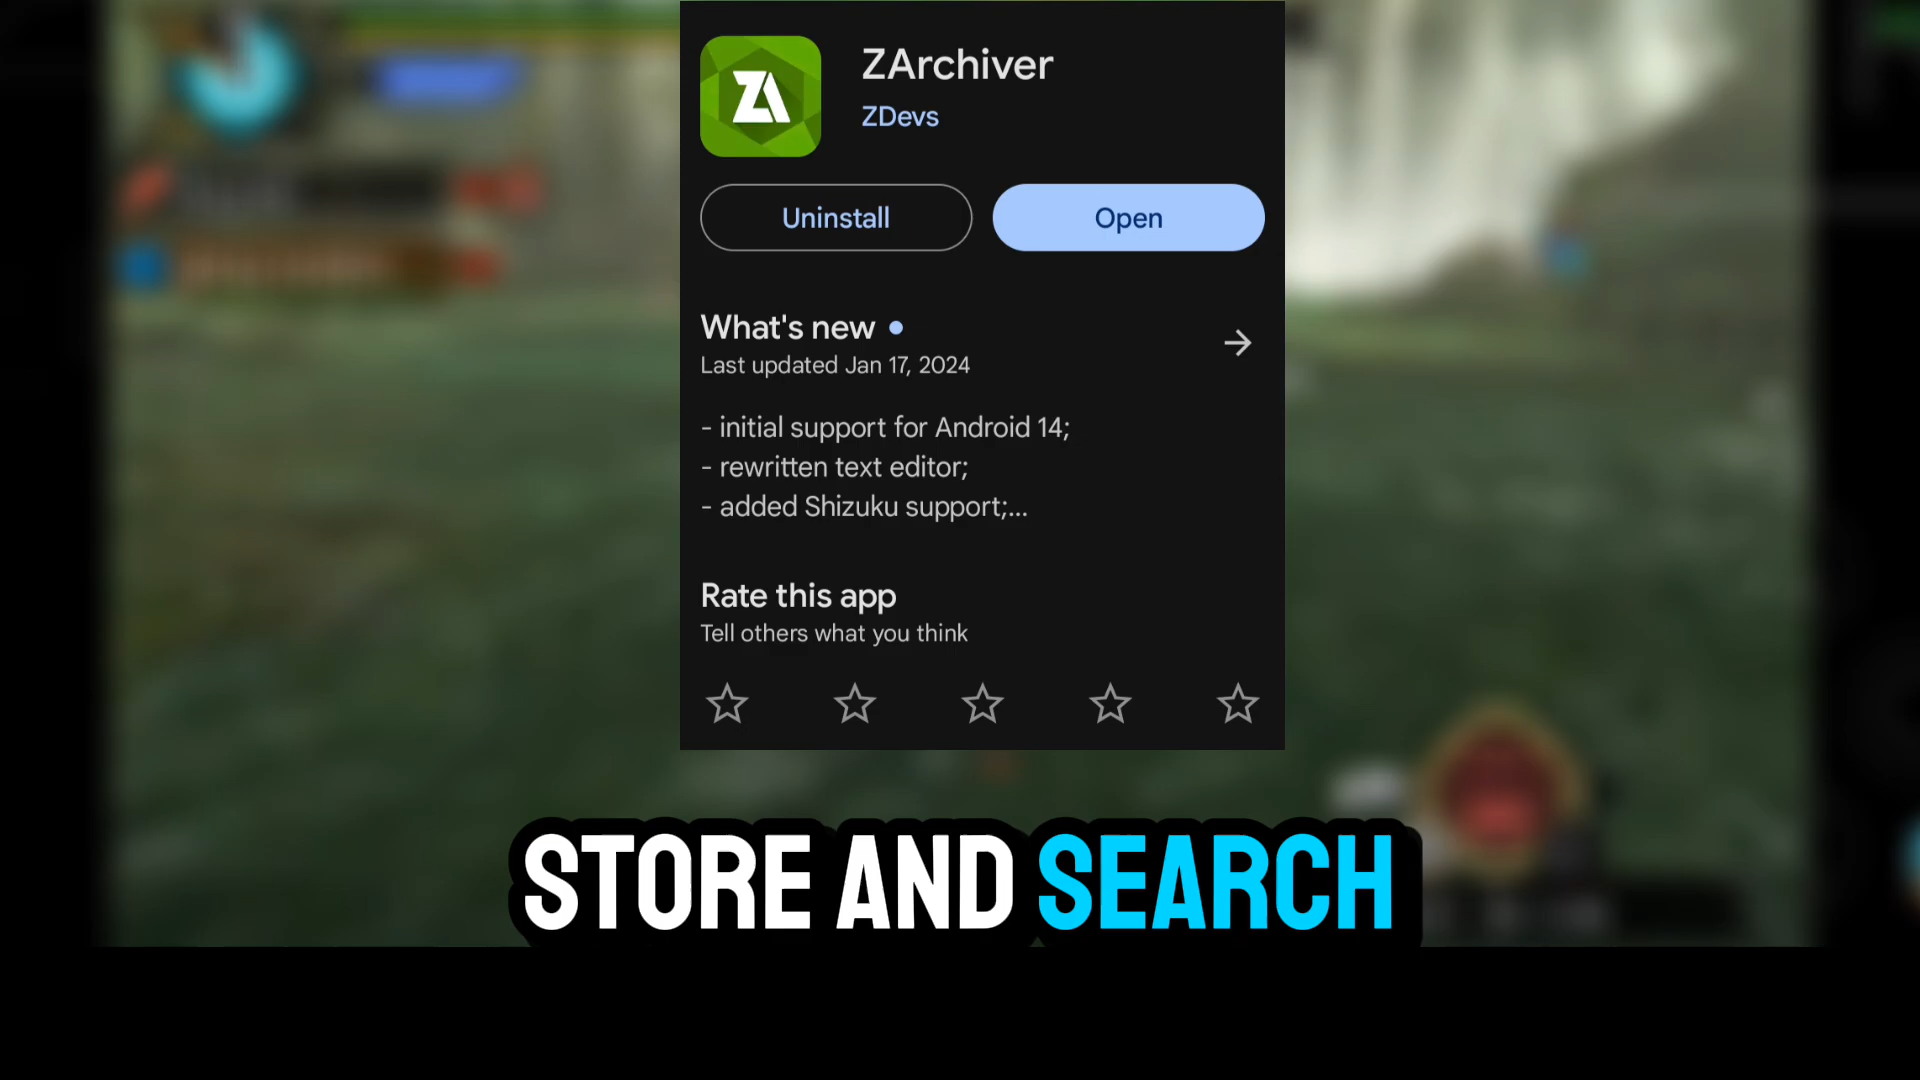 ZA
ZArchiver
ZDevs
Uninstall
Open
What's new
Last updated Jan 17, 2024
- initial support for Android 14;
- rewritten text editor;
- added Shizuku support;...
Rate this app
Tell others what you think
STORE AND SEARCH